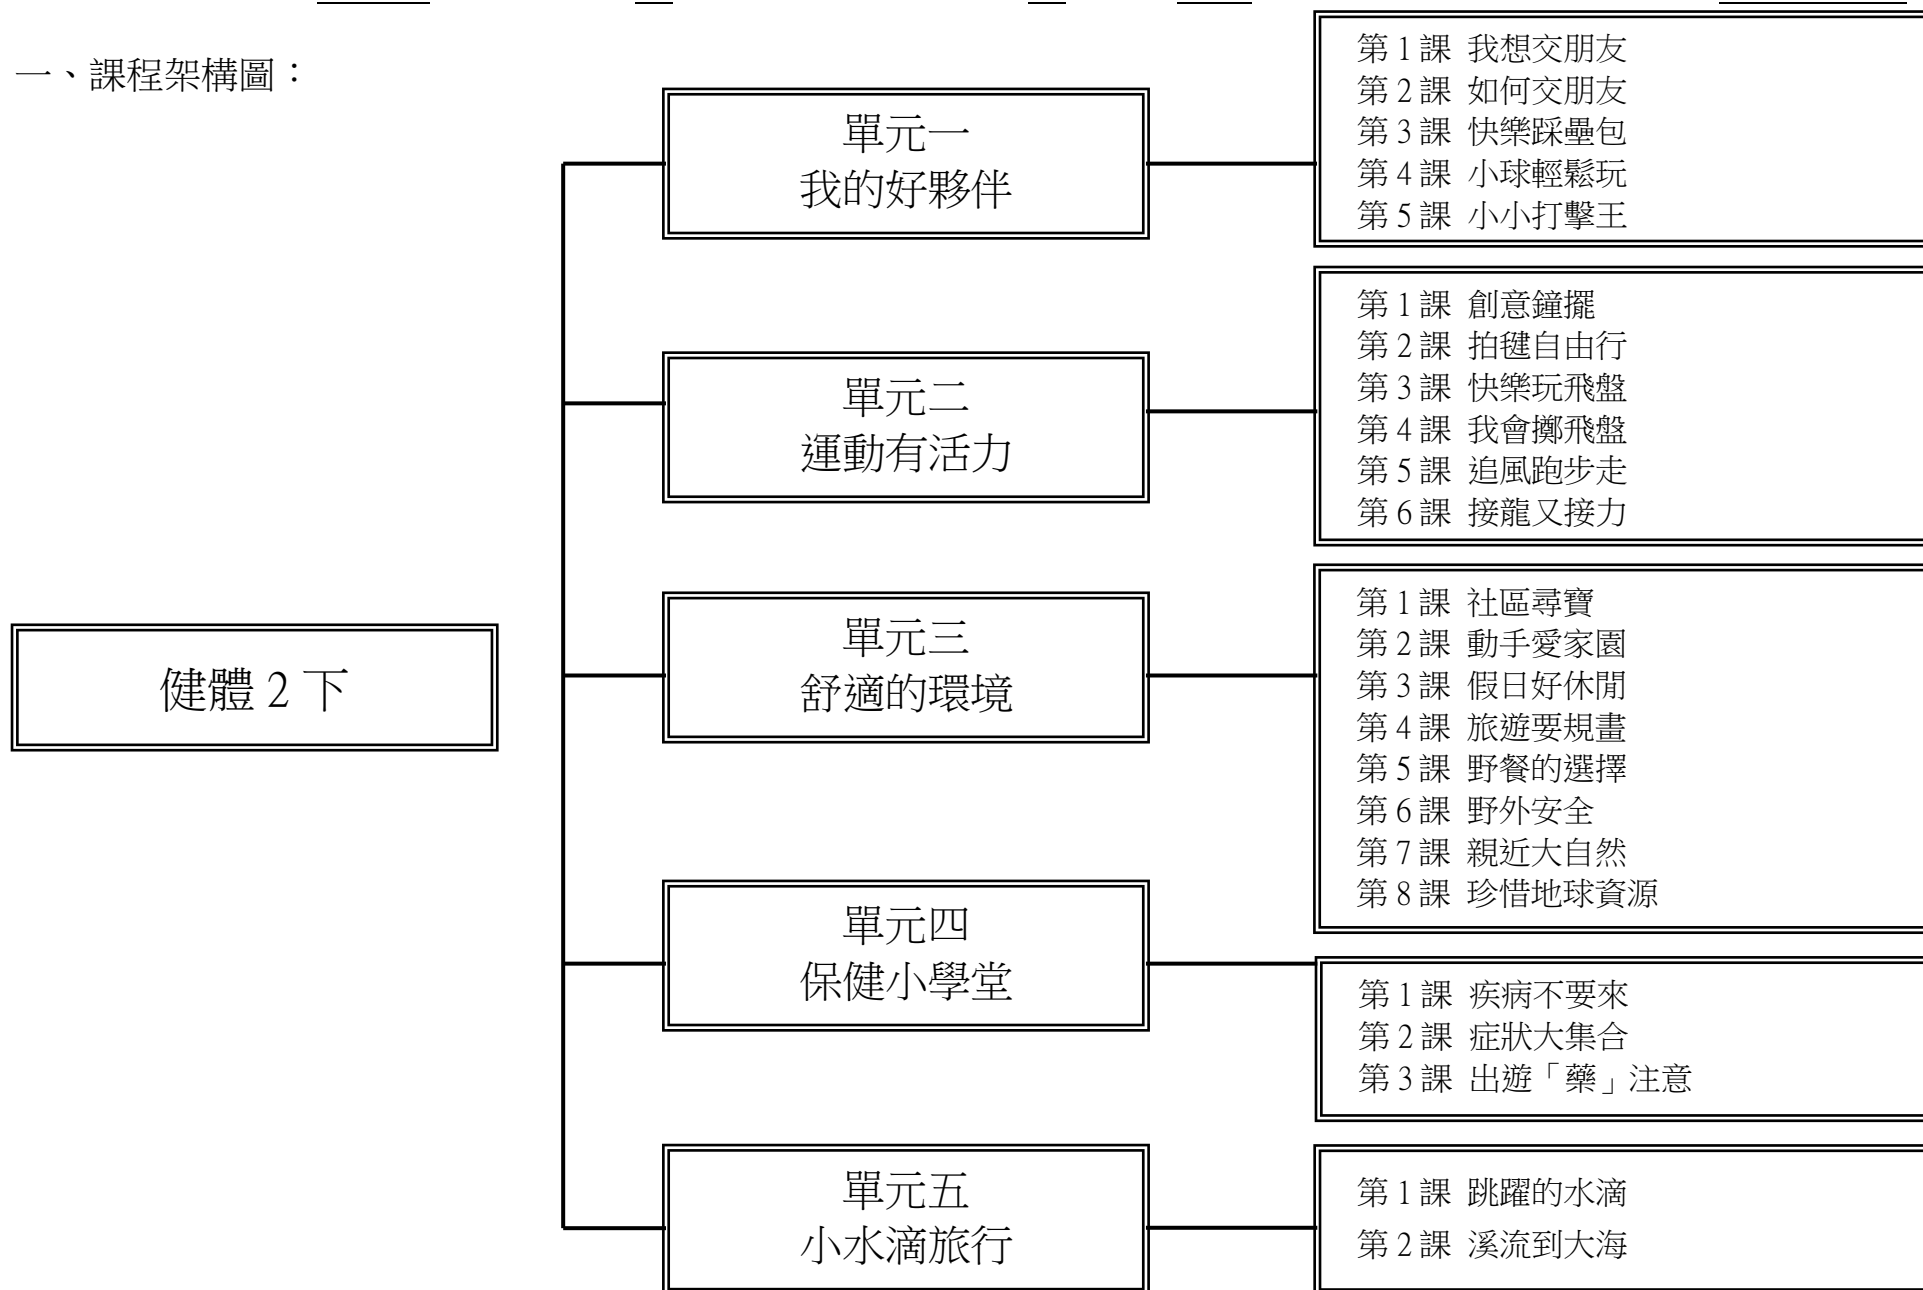 一、課程架構圖：
健體 2 下
單元一
我的好夥伴
第 1 課 我想交朋友
第 2 課 如何交朋友
第 3 課 快樂踩壘包
第 4 課 小球輕鬆玩
第 5 課 小小打擊王
單元二
運動有活力
第 1 課 創意鐘擺
第 2 課 拍毽自由行
第 3 課 快樂玩飛盤
第 4 課 我會擲飛盤
第 5 課 追風跑步走
第 6 課 接龍又接力
單元三
舒適的環境
第 1 課 社區尋寶
第 2 課 動手愛家園
第 3 課 假日好休閒
第 4 課 旅遊要規畫
第 5 課 野餐的選擇
第 6 課 野外安全
第 7 課 親近大自然
第 8 課 珍惜地球資源
單元四
保健小學堂
第 1 課 疾病不要來
第 2 課 症狀大集合
第 3 課 出遊「藥」注意
單元五
小水滴旅行
第 1 課 跳躍的水滴
第 2 課 溪流到大海